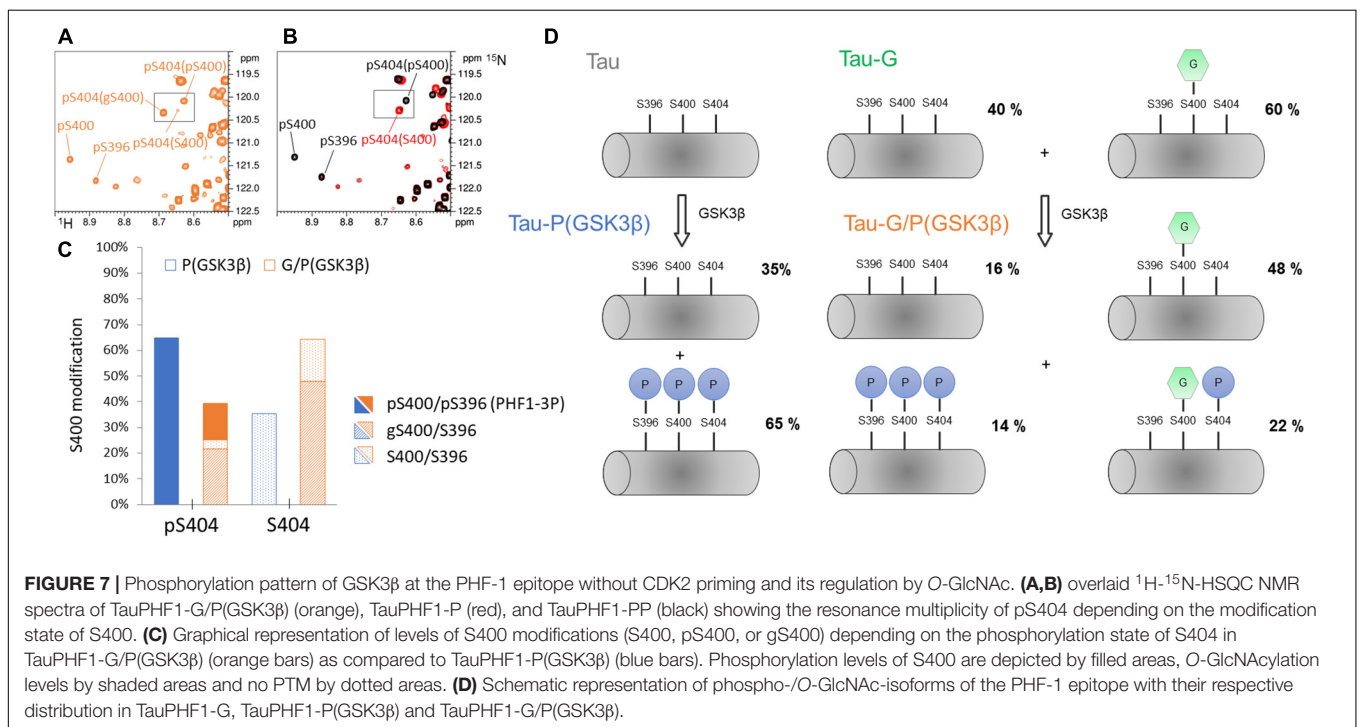 A
ppm
119.5
120.0
120.5
121.0
121.5
122.0
122.5
ppm
pS404(pS400)
pS404(gS400)
pS400
pS396
pS404(S400)
¹H 8.9 8.8 8.7 8.6
B
ppm ¹⁵N
119.5
120.0
120.5
121.0
121.5
122.0
122.5
ppm
pS404(pS400)
pS400
pS396
pS404(S400)
8.9 8.8 8.7 8.6
C
S400 modification
100%
90%
80%
70%
60%
50%
40%
30%
20%
10%
0%
P(GSK3β) G/P(GSK3β)
pS404 S404
pS400/pS396 (PHF1-3P)
gS400/S396
S400/S396
D
Tau
S396 S400 S404
GSK3β
Tau-P(GSK3β)
S396 S400 S404
35%
+
P P P
S396 S400 S404
65 %
Tau-G
S396 S400 S404
40 %
+
G
S396 S400 S404
60 %
GSK3β
Tau-G/P(GSK3β)
S396 S400 S404
16 %
G
S396 S400 S404
48 %
+
P P P
S396 S400 S404
14 %
G P
S396 S400 S404
22 %
FIGURE 7 | Phosphorylation pattern of GSK3β at the PHF-1 epitope without CDK2 priming and its regulation by O-GlcNAc. (A,B) overlaid ¹H-¹⁵N-HSQC NMR
spectra of TauPHF1-G/P(GSK3β) (orange), TauPHF1-P (red), and TauPHF1-PP (black) showing the resonance multiplicity of pS404 depending on the modification
state of S400. (C) Graphical representation of levels of S400 modifications (S400, pS400, or gS400) depending on the phosphorylation state of S404 in
TauPHF1-G/P(GSK3β) (orange bars) as compared to TauPHF1-P(GSK3β) (blue bars). Phosphorylation levels of S400 are depicted by filled areas, O-GlcNAcylation
levels by shaded areas and no PTM by dotted areas. (D) Schematic representation of phospho-/O-GlcNAc-isoforms of the PHF-1 epitope with their respective
distribution in TauPHF1-G, TauPHF1-P(GSK3β) and TauPHF1-G/P(GSK3β).